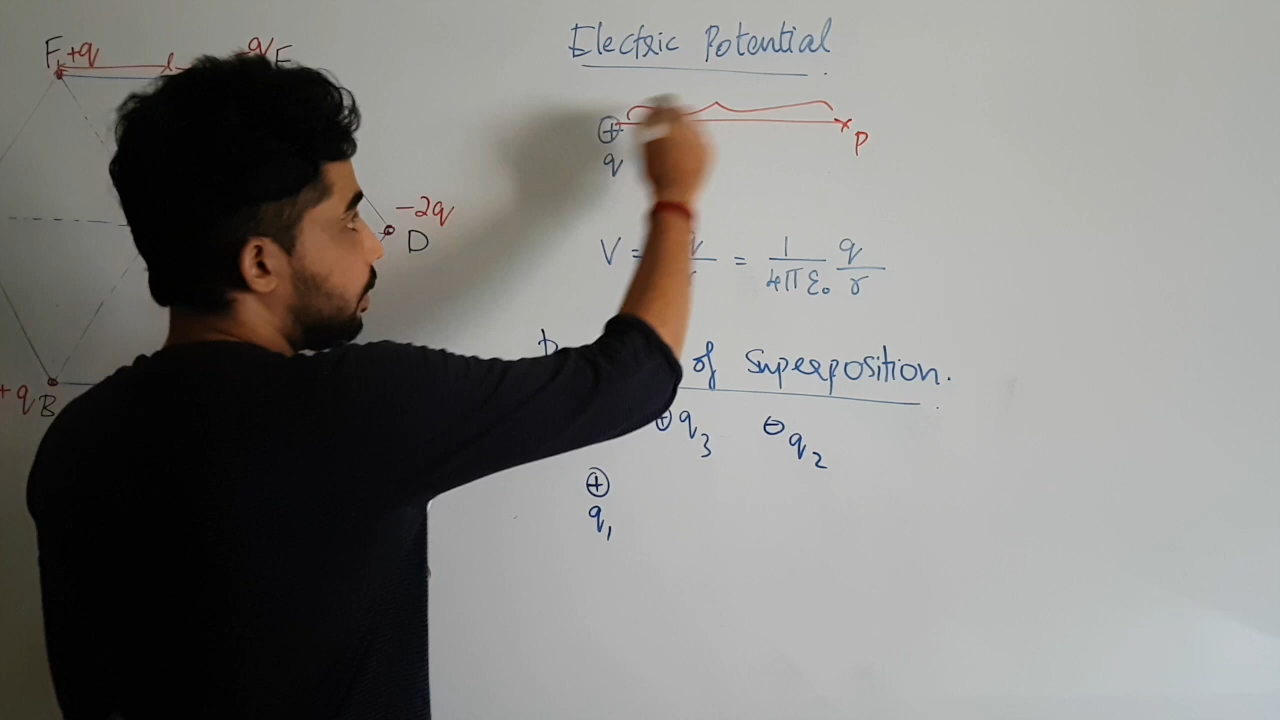 Electric Potential
F +q l -q E
P
q
-2q
D
V = q/r = 1/4πε₀ q/r
of Superposition.
+q B
q₃ q₂
q₁